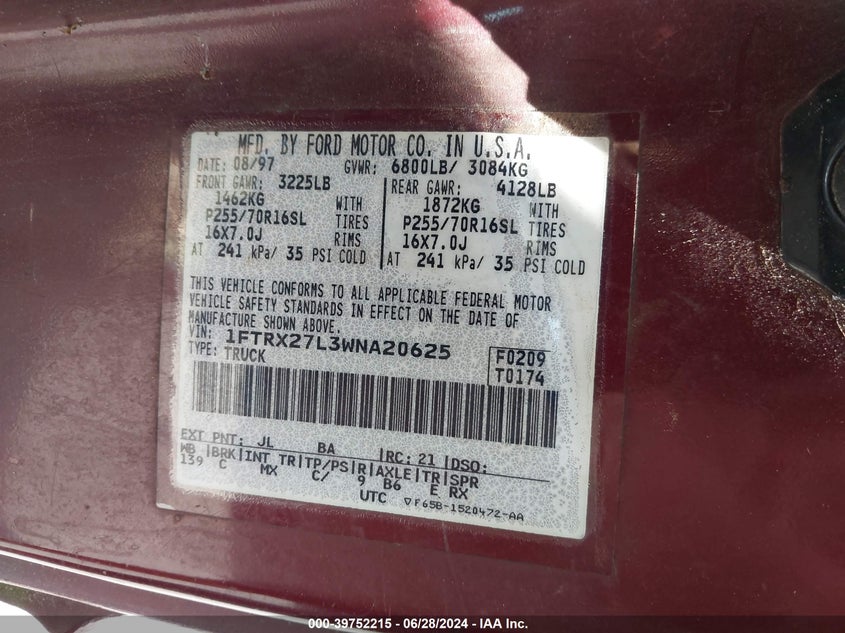 MFD. BY FORD MOTOR CO. IN U.S.A.
DATE: 08/97 GVWR: 6800LB/ 3084KG
FRONT GAWR: 3225LB REAR GAWR: 4128LB
1462KG WITH 1872KG WITH
P255/70R16SL TIRES P255/70R16SL TIRES
16X7.0J RIMS 16X7.0J RIMS
AT 241 kPa/ 35 PSI COLD AT 241 kPa/ 35 PSI COLD
THIS VEHICLE CONFORMS TO ALL APPLICABLE FEDERAL MOTOR
VEHICLE SAFETY STANDARDS IN EFFECT ON THE DATE OF
MANUFACTURE SHOWN ABOVE.
VIN: 1FTRX27L3WNA20625 F0209
TYPE: TRUCK T0174
EXT PNT: JL BA RC: 21 DSO:
WB BRK INT TR TP/PS R AXLE TR SPR
139 C MX C/ 9 B6 E RX
UTC ▽F65B-1520472-AA
000-39752215 - 06/28/2024 - IAA Inc.